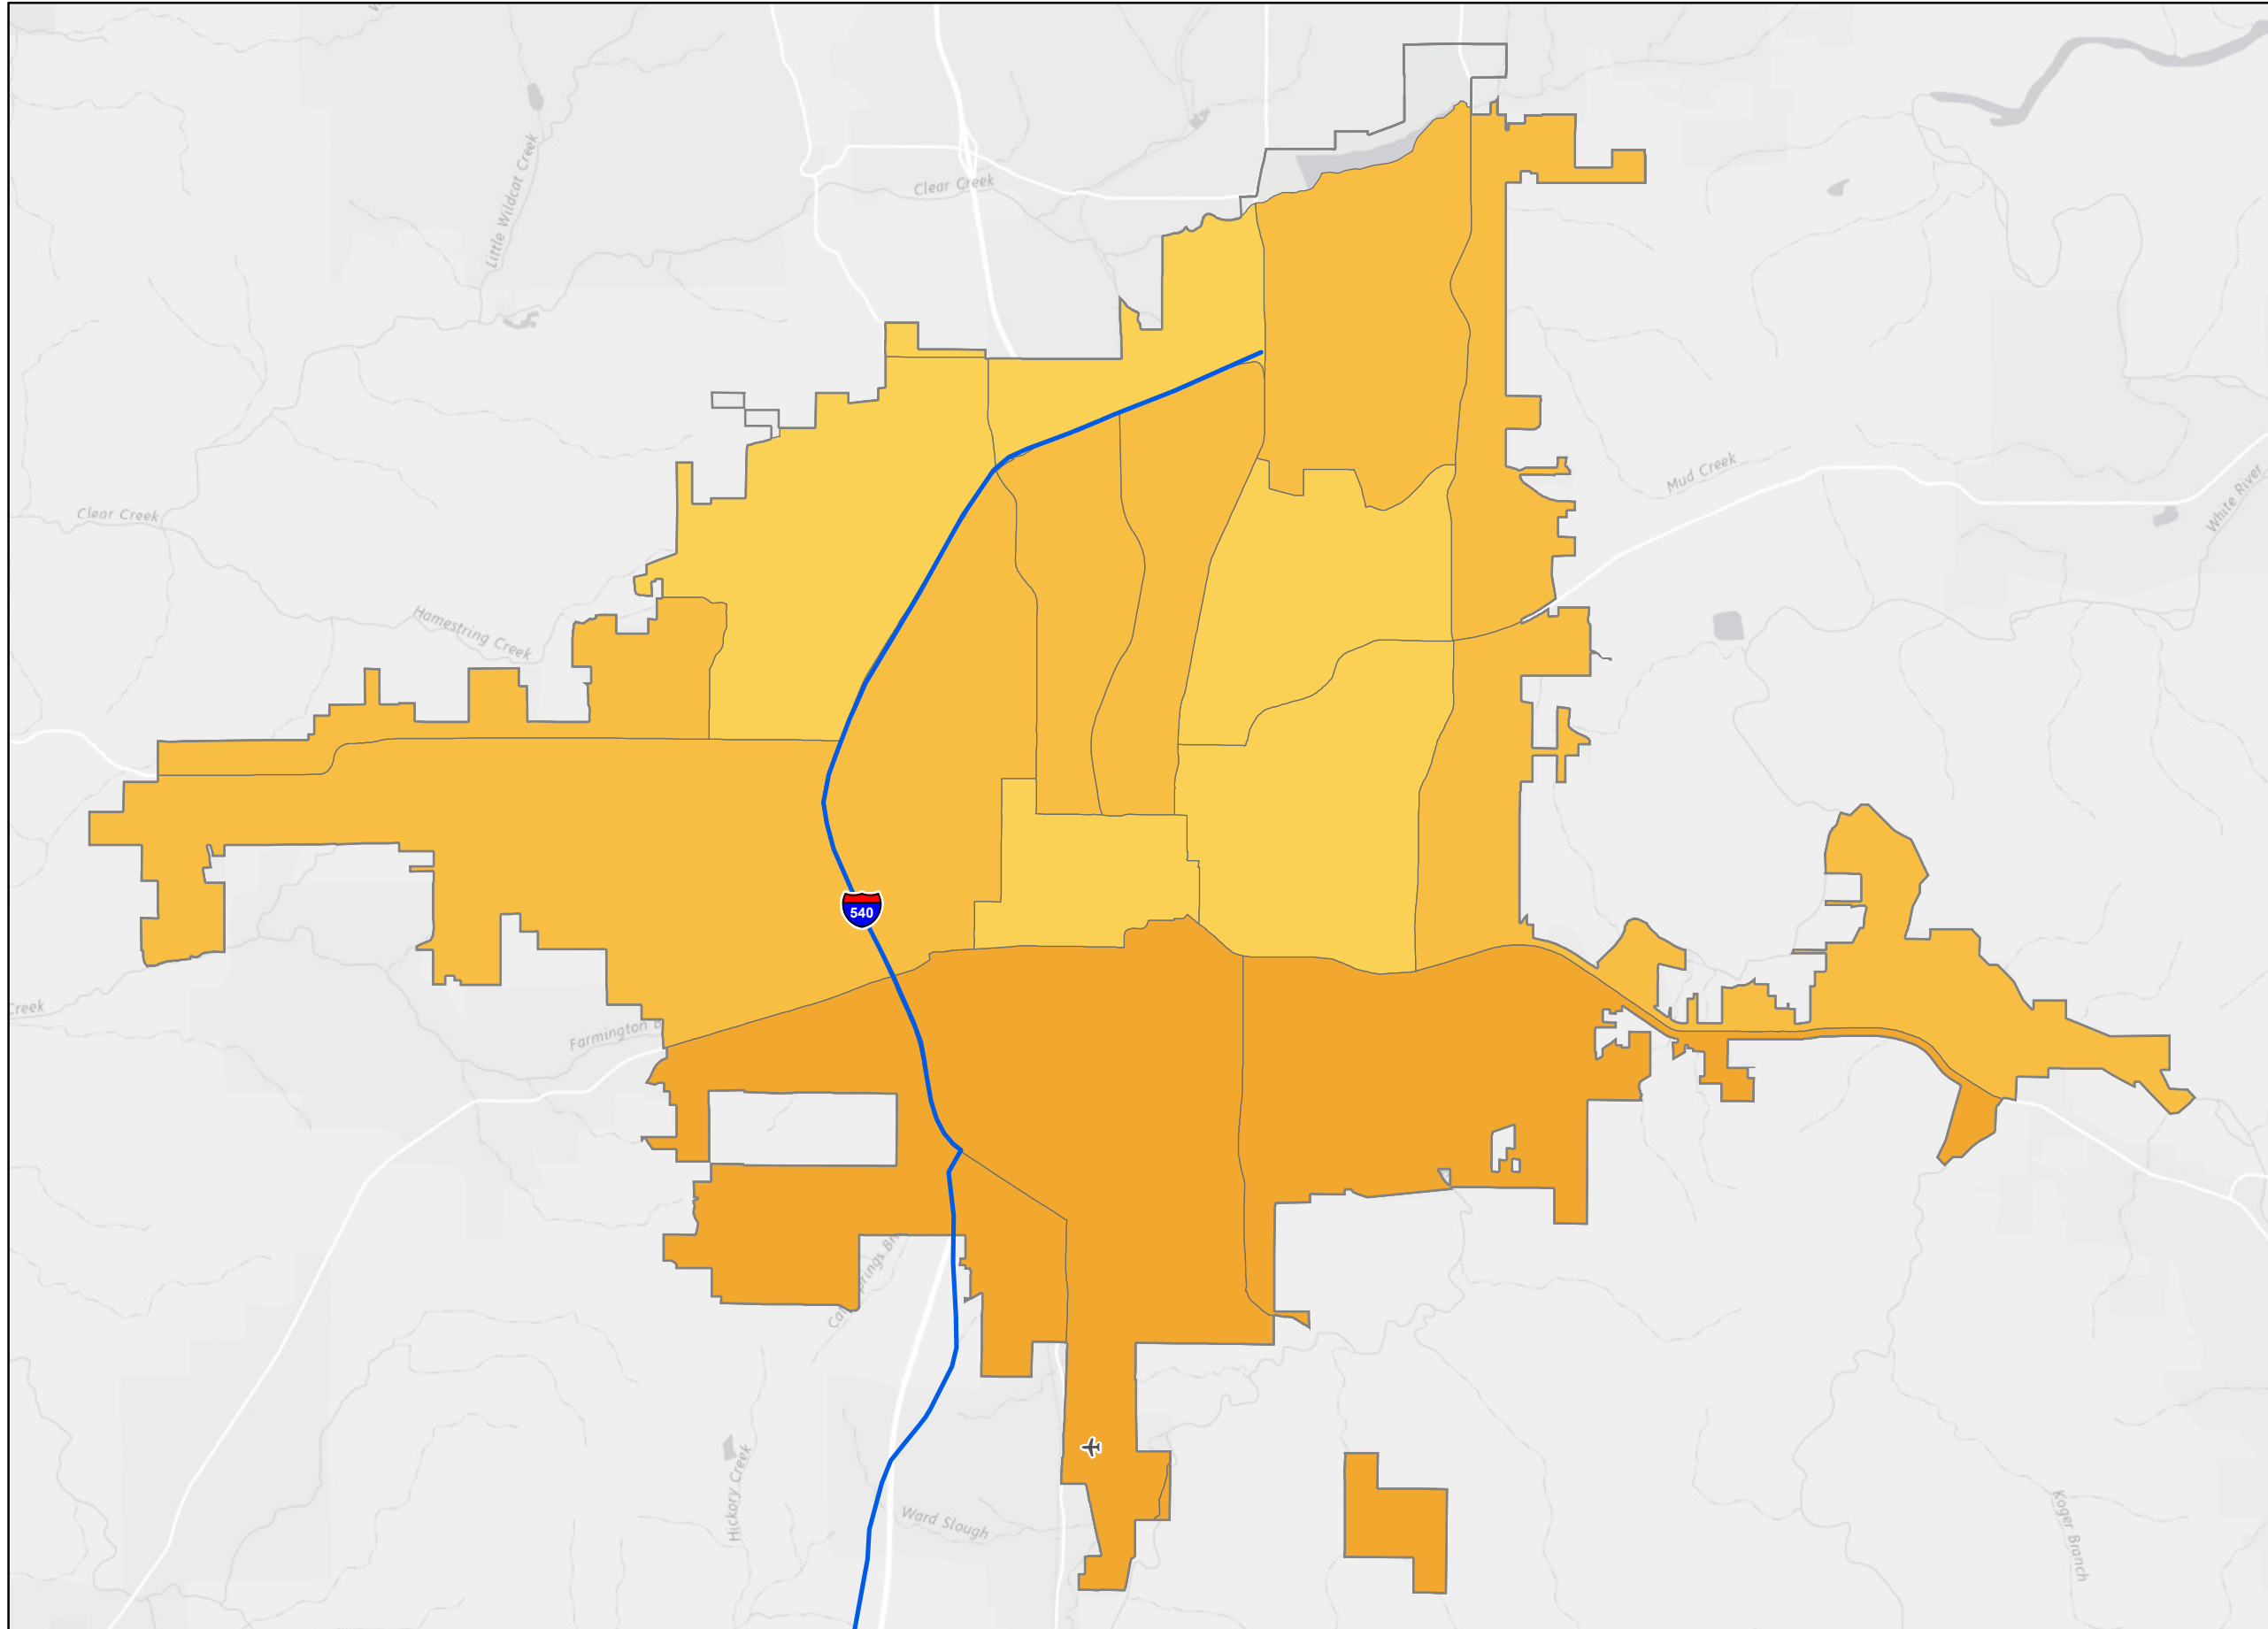 Little Wildcat Creek
Clear Creek
Mud Creek
White River
Clear Creek
Hamestring Creek
540
Creek
Farmington
Hickory Creek
Ward Slough
Koger Branch